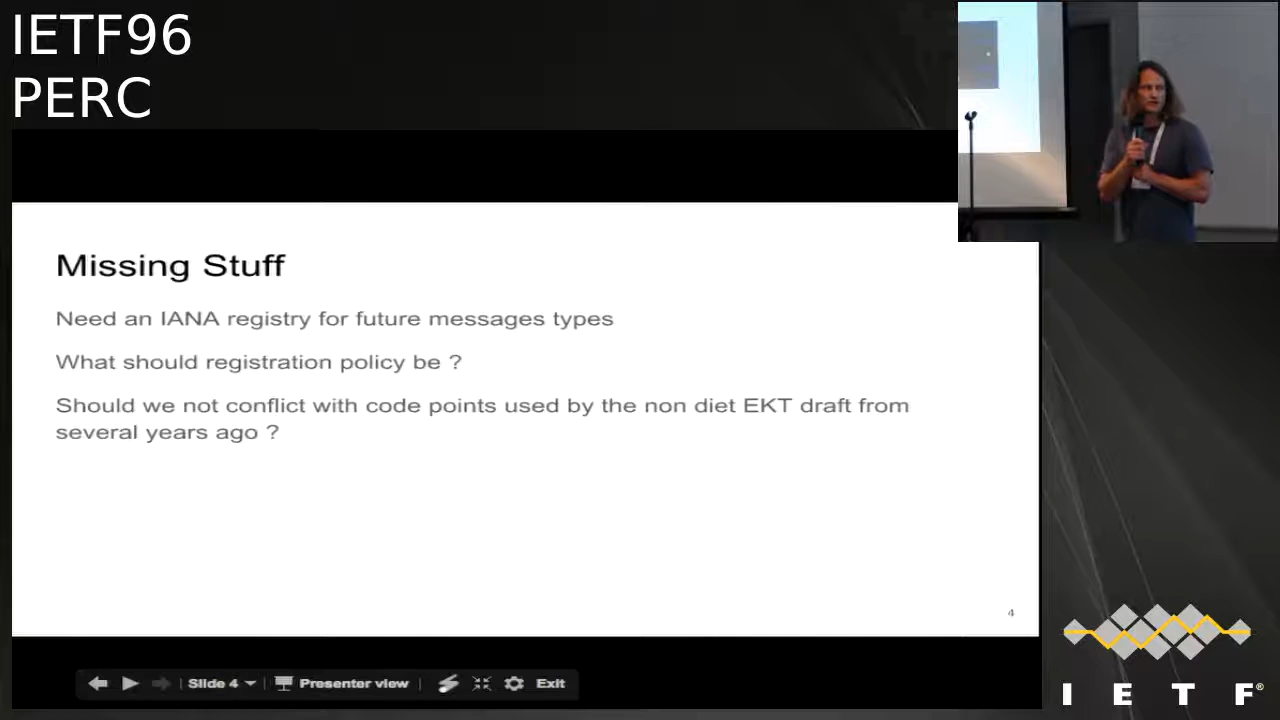 IETF96
PERC
Missing Stuff
Need an IANA registry for future messages types
What should registration policy be ?
Should we not conflict with code points used by the non diet EKT draft from
several years ago ?
4
Slide 4
Presenter view
Exit
I E T F®